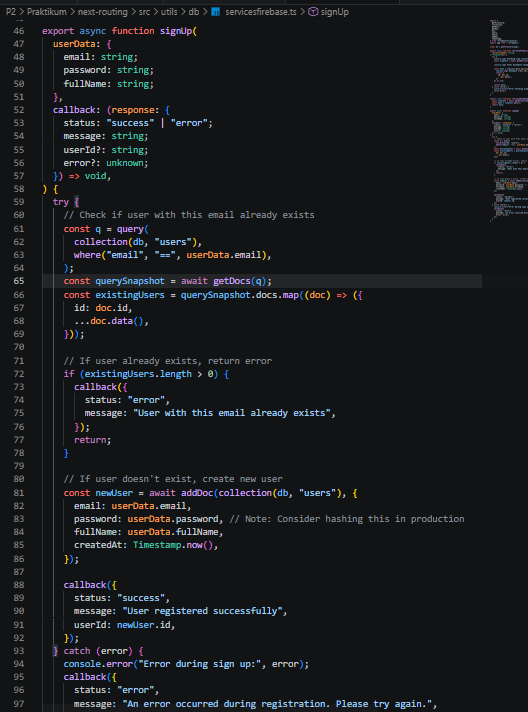 P2 > Praktikum > next-routing > src > utils > db > servicesfirebase.ts > signUp
46 export async function signUp(
47   userData: {
48     email: string;
49     password: string;
50     fullName: string;
51   },
52   callback: (response: {
53     status: "success" | "error";
54     message: string;
55     userId?: string;
56     error?: unknown;
57   }) => void,
58 ) {
59   try {
60     // Check if user with this email already exists
61     const q = query(
62       collection(db, "users"),
63       where("email", "==", userData.email),
64     );
65     const querySnapshot = await getDocs(q);
66     const existingUsers = querySnapshot.docs.map((doc) => ({
67       id: doc.id,
68       ...doc.data(),
69     }));
70
71     // If user already exists, return error
72     if (existingUsers.length > 0) {
73       callback({
74         status: "error",
75         message: "User with this email already exists",
76       });
77       return;
78     }
79
80     // If user doesn't exist, create new user
81     const newUser = await addDoc(collection(db, "users"), {
82       email: userData.email,
83       password: userData.password, // Note: Consider hashing this in production
84       fullName: userData.fullName,
85       createdAt: Timestamp.now(),
86     });
87
88     callback({
89       status: "success",
90       message: "User registered successfully",
91       userId: newUser.id,
92     });
93   } catch (error) {
94     console.error("Error during sign up:", error);
95     callback({
96       status: "error",
97       message: "An error occurred during registration. Please try again.",